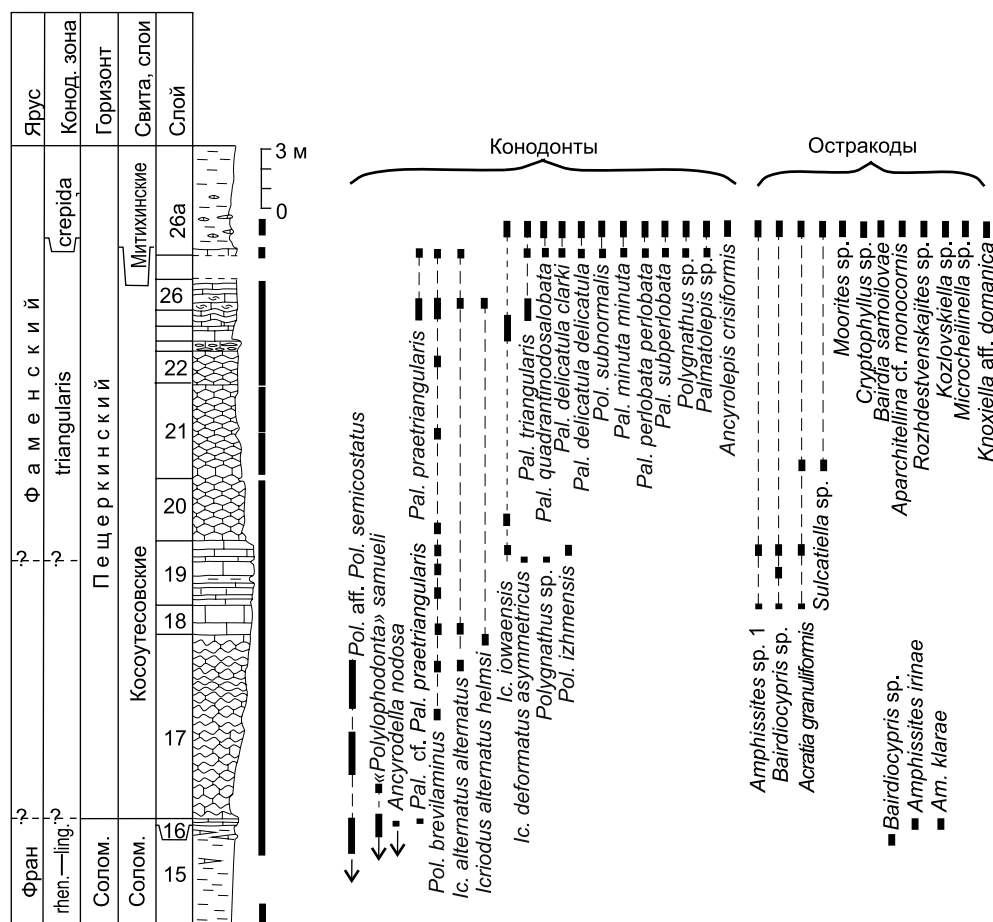 Ярус
Конод. зона
Горизонт
Свита, слои
Слой
3 м
0
Конодонты
Остракоды
Фаменский
Фран
crepida
triangularis
rhen.—ling.
?
?
?
?
Пещеркинский
Солом.
Митихинские
Косоутесовские
Солом.
26а
26
22
21
20
19
18
17
16
15
Pol. aff. Pol. semicostatus
«Polylophodonta» samueli
Ancyrodella nodosa
Pal. cf. Pal. praetriangularis
Pal. praetriangularis
Pol. brevilaminus
Ic. alternatus alternatus
Icriodus alternatus helmsi
Ic. iowaensis
Ic. deformatus asymmetricus
Pal. triangularis
Polygnathus sp.
Pal. quadrantinodosalobata
Pol. izhmensis
Pal. delicatula clarki
Pal. delicatula delicatula
Pol. subnormalis
Pal. minuta minuta
Pal. perlobata perlobata
Pal. subperlobata
Polygnathus sp.
Palmatolepis sp.
Ancyrolepis crisiformis
Amphissites sp. 1
Bairdiocypris sp.
Acratia granuliformis
Sulcatiella sp.
Moorites sp.
Cryptophyllus sp.
Bairdia samoilovae
Aparchitellina cf. monocornis
Rozhdestvenskajites sp.
Kozlovskiella sp.
Microcheilinella sp.
Knoxiella aff. domanica
Bairdiocypris sp.
Amphissites irinae
Am. klarae